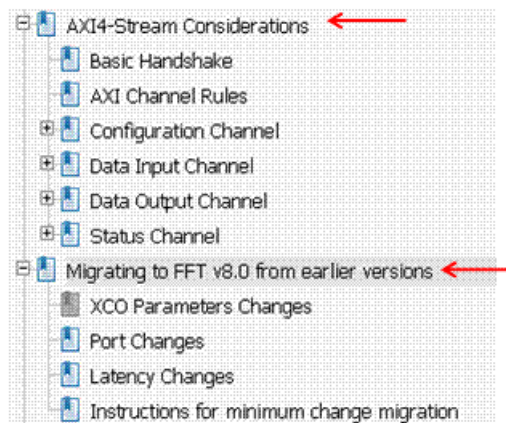 AXI4-Stream Considerations
Basic Handshake
AXI Channel Rules
Configuration Channel
Data Input Channel
Data Output Channel
Status Channel
Migrating to FFT v8.0 from earlier versions
XCO Parameters Changes
Port Changes
Latency Changes
Instructions for minimum change migration